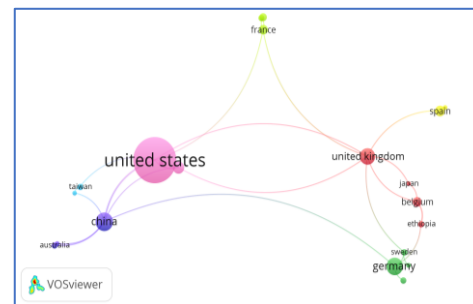 france
spain
united states
united kingdom
taiwan
japan
belgium
china
ethiopia
australia
sweden
germany
VOSviewer